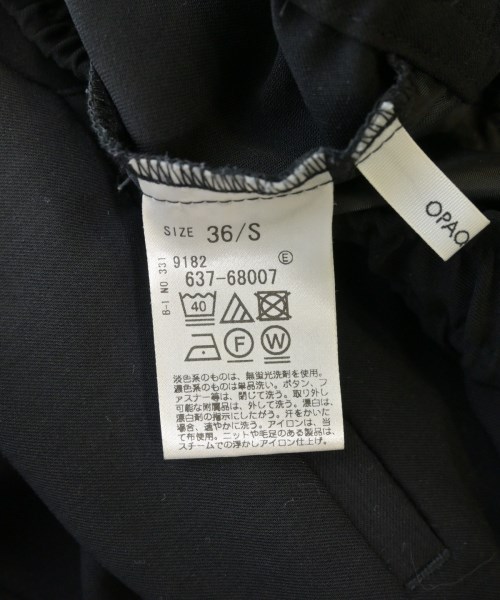 SIZE 36/S
B-1 NO 331
9182 E
637-68007
40
F W
淡色系のものは、無蛍光洗剤を使用。
濃色系のものは単品洗い。ボタン、フ
ァスナー等は、閉じて洗う。取り外し
可能な附属品は、外して洗う。漂白は、
漂白剤の指示にしたがう。汗をかいた
場合、速やかに洗う。アイロンは、当
て布使用。ニットや毛足のある製品は、
スチームでの浮かしアイロン仕上げ。
OPAQ